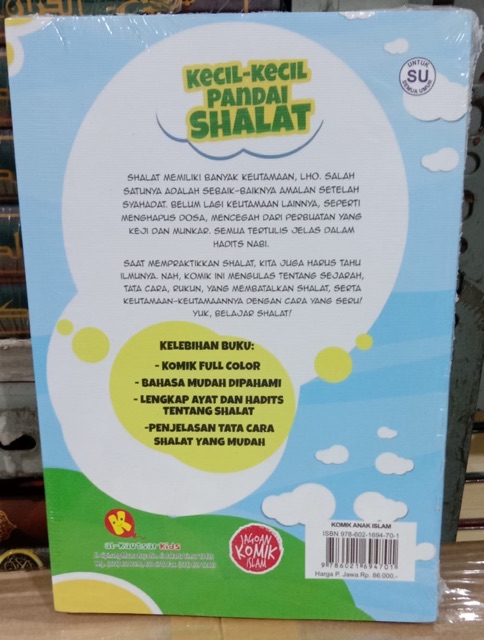 KECIL-KECIL
PANDAI
SHALAT
UNTUK
SU
SEMUA UMUR
SHALAT MEMILIKI BANYAK KEUTAMAAN, LHO. SALAH
SATUNYA ADALAH SEBAIK-BAIKNYA AMALAN SETELAH
SYAHADAT. BELUM LAGI KEUTAMAAN LAINNYA, SEPERTI
MENGHAPUS DOSA, MENCEGAH DARI PERBUATAN YANG
KEJI DAN MUNKAR. SEMUA TERTULIS JELAS DALAM
HADITS NABI.
SAAT MEMPRAKTIKKAN SHALAT, KITA JUGA HARUS TAHU
ILMUNYA. NAH, KOMIK INI MENGULAS TENTANG SEJARAH,
TATA CARA, RUKUN, YANG MEMBATALKAN SHALAT, SERTA
KEUTAMAAN-KEUTAMAANNYA DENGAN CARA YANG SERU!
YUK, BELAJAR SHALAT!
KELEBIHAN BUKU:
- KOMIK FULL COLOR
- BAHASA MUDAH DIPAHAMI
- LENGKAP AYAT DAN HADITS
TENTANG SHALAT
-PENJELASAN TATA CARA
SHALAT YANG MUDAH
al-Kautsar Kids
JAGOAN
KOMIK
ISLAM
KOMIK ANAK ISLAM
ISBN 978-602-1694-70-1
9 786021 694701
Harga P. Jawa Rp. 86.000,-